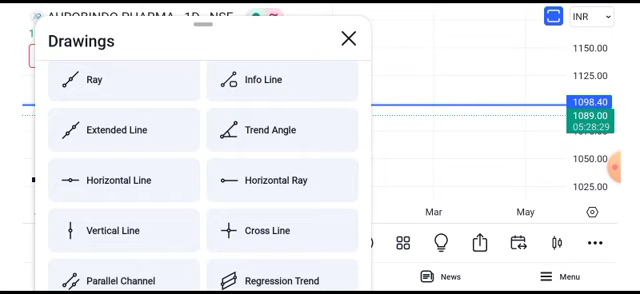 AUROBINDO PHARMA · 1D · NSE
INR
Drawings
1150.00
Ray
Info Line
1125.00
1098.40
1089.00
05:28:29
Extended Line
Trend Angle
1050.00
Horizontal Line
Horizontal Ray
1025.00
Mar
May
Vertical Line
Cross Line
Parallel Channel
Regression Trend
News
Menu